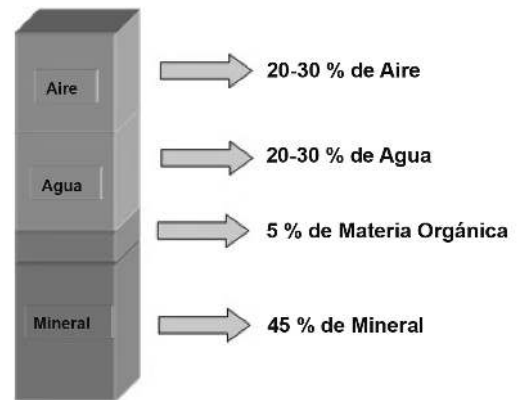 Aire
20-30 % de Aire
Agua
20-30 % de Agua
5 % de Materia Orgánica
Mineral
45 % de Mineral